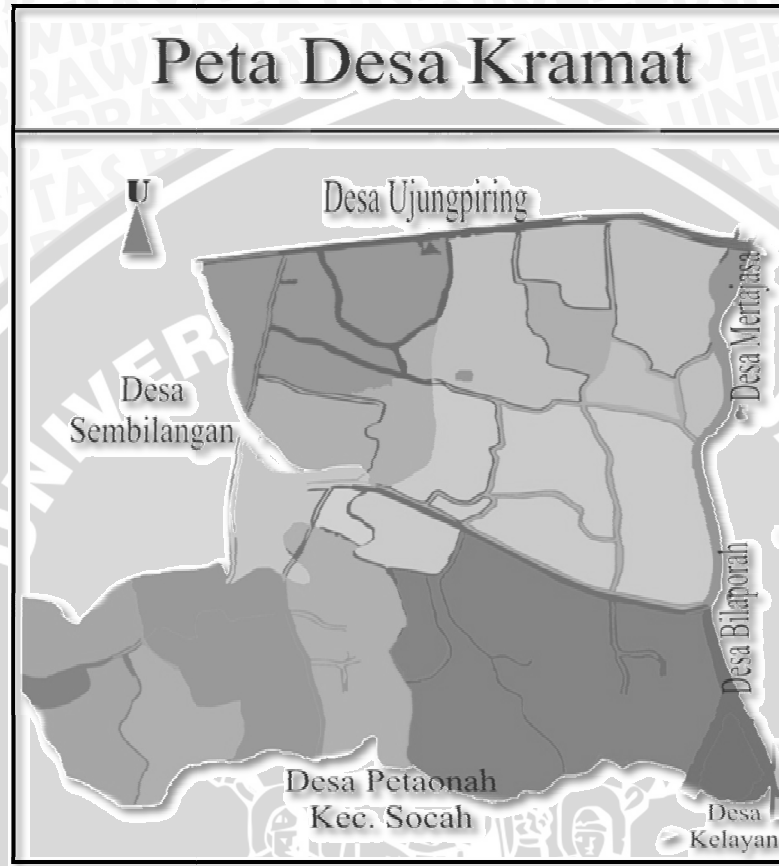 Peta Desa Kramat
U
Desa Ujungpiring
Desa Mertajasa
Desa
Sembilangan
Desa Bilaporah
Desa Petaonah
Kec. Socah
Desa
Kelayan